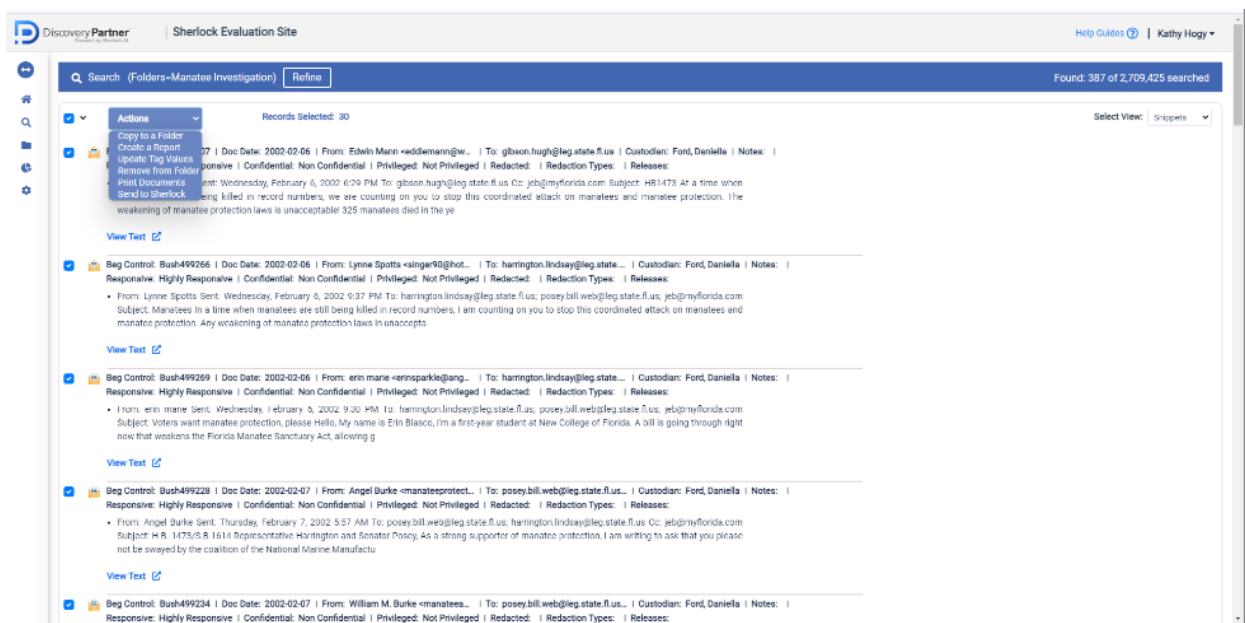 Discovery Partner
Powered by Sherlock AI
Sherlock Evaluation Site
Help Guides
| Kathy Hogy
Search (Folders=Manatee Investigation) Refine
Found: 387 of 2,709,425 searched
Actions
Records Selected: 30
Select View: Snippets
Copy to a Folder
Create a Report
Update Tag Values
Remove from Folder
Print Documents
Send to Sherlock
07 | Doc Date: 2002-02-06 | From: Edwin Mann <eddiemann@w... | To: gibson.hugh@leg.state.fl.us | Custodian: Ford, Daniella | Notes: |
ponsive | Confidential: Non Confidential | Privileged: Not Privileged | Redacted: | Redaction Types: | Releases:
ent: Wednesday, February 6, 2002 6:29 PM To: gibson.hugh@leg.state.fl.us Cc: jeb@myflorida.com Subject: HB1473 At a time when
eing killed in record numbers, we are counting on you to stop this coordinated attack on manatees and manatee protection. The
weakening of manatee protection laws is unacceptable! 325 manatees died in the ye
View Text
Beg Control: Bush499266 | Doc Date: 2002-02-06 | From: Lynne Spotts <singer90@hot... | To: harrington.lindsay@leg.state.... | Custodian: Ford, Daniella | Notes: |
Responsive: Highly Responsive | Confidential: Non Confidential | Privileged: Not Privileged | Redacted: | Redaction Types: | Releases:
• From: Lynne Spotts Sent: Wednesday, February 6, 2002 9:37 PM To: harrington.lindsay@leg.state.fl.us; posey.bill.web@leg.state.fl.us; jeb@myflorida.com
Subject: Manatees In a time when manatees are still being killed in record numbers, I am counting on you to stop this coordinated attack on manatees and
manatee protection. Any weakening of manatee protection laws in unaccepta
View Text
Beg Control: Bush499269 | Doc Date: 2002-02-06 | From: erin marie <erinsparkle@ang... | To: harrington.lindsay@leg.state.... | Custodian: Ford, Daniella | Notes: |
Responsive: Highly Responsive | Confidential: Non Confidential | Privileged: Not Privileged | Redacted: | Redaction Types: | Releases:
• From: erin marie Sent: Wednesday, February 6, 2002 9:30 PM To: harrington.lindsay@leg.state.fl.us; posey.bill.web@leg.state.fl.us; jeb@myflorida.com
Subject: Voters want manatee protection, please Hello, My name is Erin Blasco, I'm a first-year student at New College of Florida. A bill is going through right
now that weakens the Florida Manatee Sanctuary Act, allowing g
View Text
Beg Control: Bush499228 | Doc Date: 2002-02-07 | From: Angel Burke <manateeprotect... | To: posey.bill.web@leg.state.fl.us... | Custodian: Ford, Daniella | Notes: |
Responsive: Highly Responsive | Confidential: Non Confidential | Privileged: Not Privileged | Redacted: | Redaction Types: | Releases:
• From: Angel Burke Sent: Thursday, February 7, 2002 5:57 AM To: posey.bill.web@leg.state.fl.us; harrington.lindsay@leg.state.fl.us Cc: jeb@myflorida.com
Subject: H.B. 1473/S.B.1614 Representative Harrington and Senator Posey, As a strong supporter of manatee protection, I am writing to ask that you please
not be swayed by the coalition of the National Marine Manufactu
View Text
Beg Control: Bush499234 | Doc Date: 2002-02-07 | From: William M. Burke <manateea... | To: posey.bill.web@leg.state.fl.us... | Custodian: Ford, Daniella | Notes: |
Responsive: Highly Responsive | Confidential: Non Confidential | Privileged: Not Privileged | Redacted: | Redaction Types: | Releases: